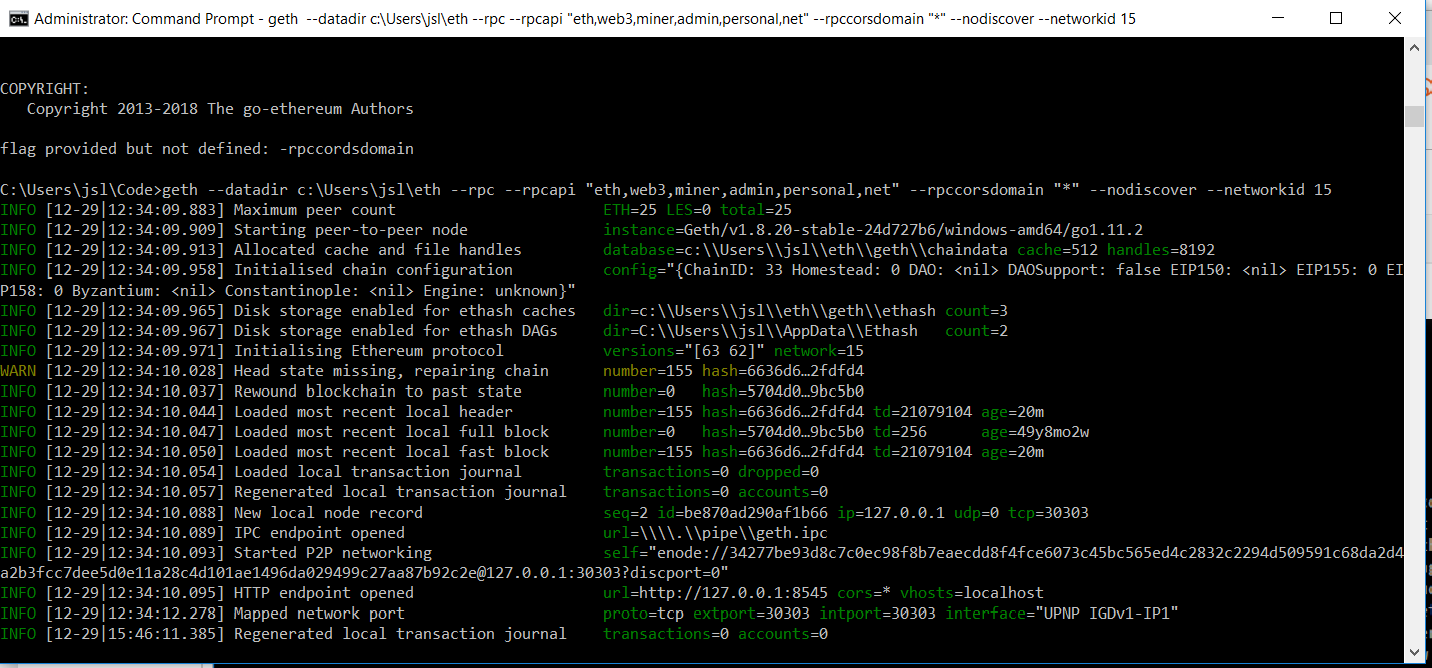 Administrator: Command Prompt - geth  --datadir c:\Users\jsl\eth --rpc --rpcapi "eth,web3,miner,admin,personal,net" --rpccorsdomain "*" --nodiscover --networkid 15
COPYRIGHT:
   Copyright 2013-2018 The go-ethereum Authors
flag provided but not defined: -rpccordsdomain
C:\Users\jsl\Code>geth --datadir c:\Users\jsl\eth --rpc --rpcapi "eth,web3,miner,admin,personal,net" --rpccorsdomain "*" --nodiscover --networkid 15
INFO [12-29|12:34:09.883] Maximum peer count                       ETH=25 LES=0 total=25
INFO [12-29|12:34:09.909] Starting peer-to-peer node               instance=Geth/v1.8.20-stable-24d727b6/windows-amd64/go1.11.2
INFO [12-29|12:34:09.913] Allocated cache and file handles         database=c:\\Users\\jsl\\eth\\geth\\chaindata cache=512 handles=8192
INFO [12-29|12:34:09.958] Initialised chain configuration          config="{ChainID: 33 Homestead: 0 DAO: <nil> DAOSupport: false EIP150: <nil> EIP155: 0 EI
P158: 0 Byzantium: <nil> Constantinople: <nil> Engine: unknown}"
INFO [12-29|12:34:09.965] Disk storage enabled for ethash caches   dir=c:\\Users\\jsl\\eth\\geth\\ethash count=3
INFO [12-29|12:34:09.967] Disk storage enabled for ethash DAGs     dir=C:\\Users\\jsl\\AppData\\Ethash   count=2
INFO [12-29|12:34:09.971] Initialising Ethereum protocol           versions="[63 62]" network=15
WARN [12-29|12:34:10.028] Head state missing, repairing chain      number=155 hash=6636d6…2fdfd4
INFO [12-29|12:34:10.037] Rewound blockchain to past state         number=0   hash=5704d0…9bc5b0
INFO [12-29|12:34:10.044] Loaded most recent local header          number=155 hash=6636d6…2fdfd4 td=21079104 age=20m
INFO [12-29|12:34:10.047] Loaded most recent local full block      number=0   hash=5704d0…9bc5b0 td=256      age=49y8mo2w
INFO [12-29|12:34:10.050] Loaded most recent local fast block      number=155 hash=6636d6…2fdfd4 td=21079104 age=20m
INFO [12-29|12:34:10.054] Loaded local transaction journal         transactions=0 dropped=0
INFO [12-29|12:34:10.057] Regenerated local transaction journal    transactions=0 accounts=0
INFO [12-29|12:34:10.088] New local node record                    seq=2 id=be870ad290af1b66 ip=127.0.0.1 udp=0 tcp=30303
INFO [12-29|12:34:10.089] IPC endpoint opened                      url=\\\\.\\pipe\\geth.ipc
INFO [12-29|12:34:10.093] Started P2P networking                   self="enode://34277be93d8c7c0ec98f8b7eaecdd8f4fce6073c45bc565ed4c2832c2294d509591c68da2d4
a2b3fcc7dee5d0e11a28c4d101ae1496da029499c27aa87b92c2e@127.0.0.1:30303?discport=0"
INFO [12-29|12:34:10.095] HTTP endpoint opened                     url=http://127.0.0.1:8545 cors=* vhosts=localhost
INFO [12-29|12:34:12.278] Mapped network port                      proto=tcp extport=30303 intport=30303 interface="UPNP IGDv1-IP1"
INFO [12-29|15:46:11.385] Regenerated local transaction journal    transactions=0 accounts=0